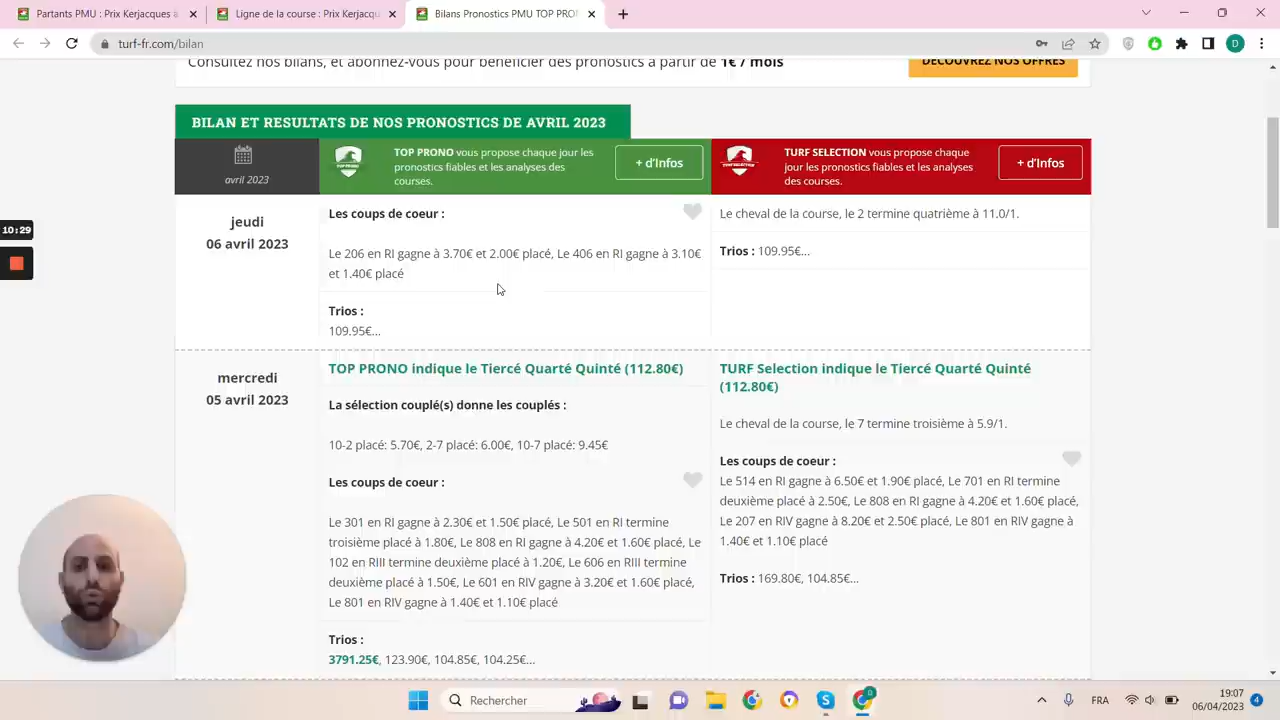 Partants PMU : Prix Kerjacques
Ligne de la course : Prix Kerjac
Bilans Pronostics PMU TOP PRO
turf-fr.com/bilan
D
Consultez nos bilans, et abonnez-vous pour bénéficier des pronostics à partir de 1€ / mois
DÉCOUVREZ NOS OFFRES
BILAN ET RESULTATS DE NOS PRONOSTICS DE AVRIL 2023
avril 2023
TOP PRONO vous propose chaque jour les
pronostics fiables et les analyses des
courses.
+ d'Infos
TURF SELECTION vous propose chaque
jour les pronostics fiables et les analyses
des courses.
+ d'Infos
10:29
jeudi
06 avril 2023
Les coups de coeur :
Le 206 en RI gagne à 3.70€ et 2.00€ placé, Le 406 en RI gagne à 3.10€
et 1.40€ placé
Trios :
109.95€...
Le cheval de la course, le 2 termine quatrième à 11.0/1.
Trios : 109.95€...
mercredi
05 avril 2023
TOP PRONO indique le Tiercé Quarté Quinté (112.80€)
La sélection couplé(s) donne les couplés :
10-2 placé: 5.70€, 2-7 placé: 6.00€, 10-7 placé: 9.45€
Les coups de coeur :
Le 301 en RI gagne à 2.30€ et 1.50€ placé, Le 501 en RI termine
troisième placé à 1.80€, Le 808 en RI gagne à 4.20€ et 1.60€ placé, Le
102 en RIII termine deuxième placé à 1.20€, Le 606 en RIII termine
deuxième placé à 1.50€, Le 601 en RIV gagne à 3.20€ et 1.60€ placé,
Le 801 en RIV gagne à 1.40€ et 1.10€ placé
Trios :
3791.25€, 123.90€, 104.85€, 104.25€...
TURF Selection indique le Tiercé Quarté Quinté
(112.80€)
Le cheval de la course, le 7 termine troisième à 5.9/1.
Les coups de coeur :
Le 514 en RI gagne à 6.50€ et 1.90€ placé, Le 701 en RI termine
deuxième placé à 2.50€, Le 808 en RI gagne à 4.20€ et 1.60€ placé,
Le 207 en RIV gagne à 8.20€ et 2.50€ placé, Le 801 en RIV gagne à
1.40€ et 1.10€ placé
Trios : 169.80€, 104.85€...
Rechercher
FRA
19:07
06/04/2023
4